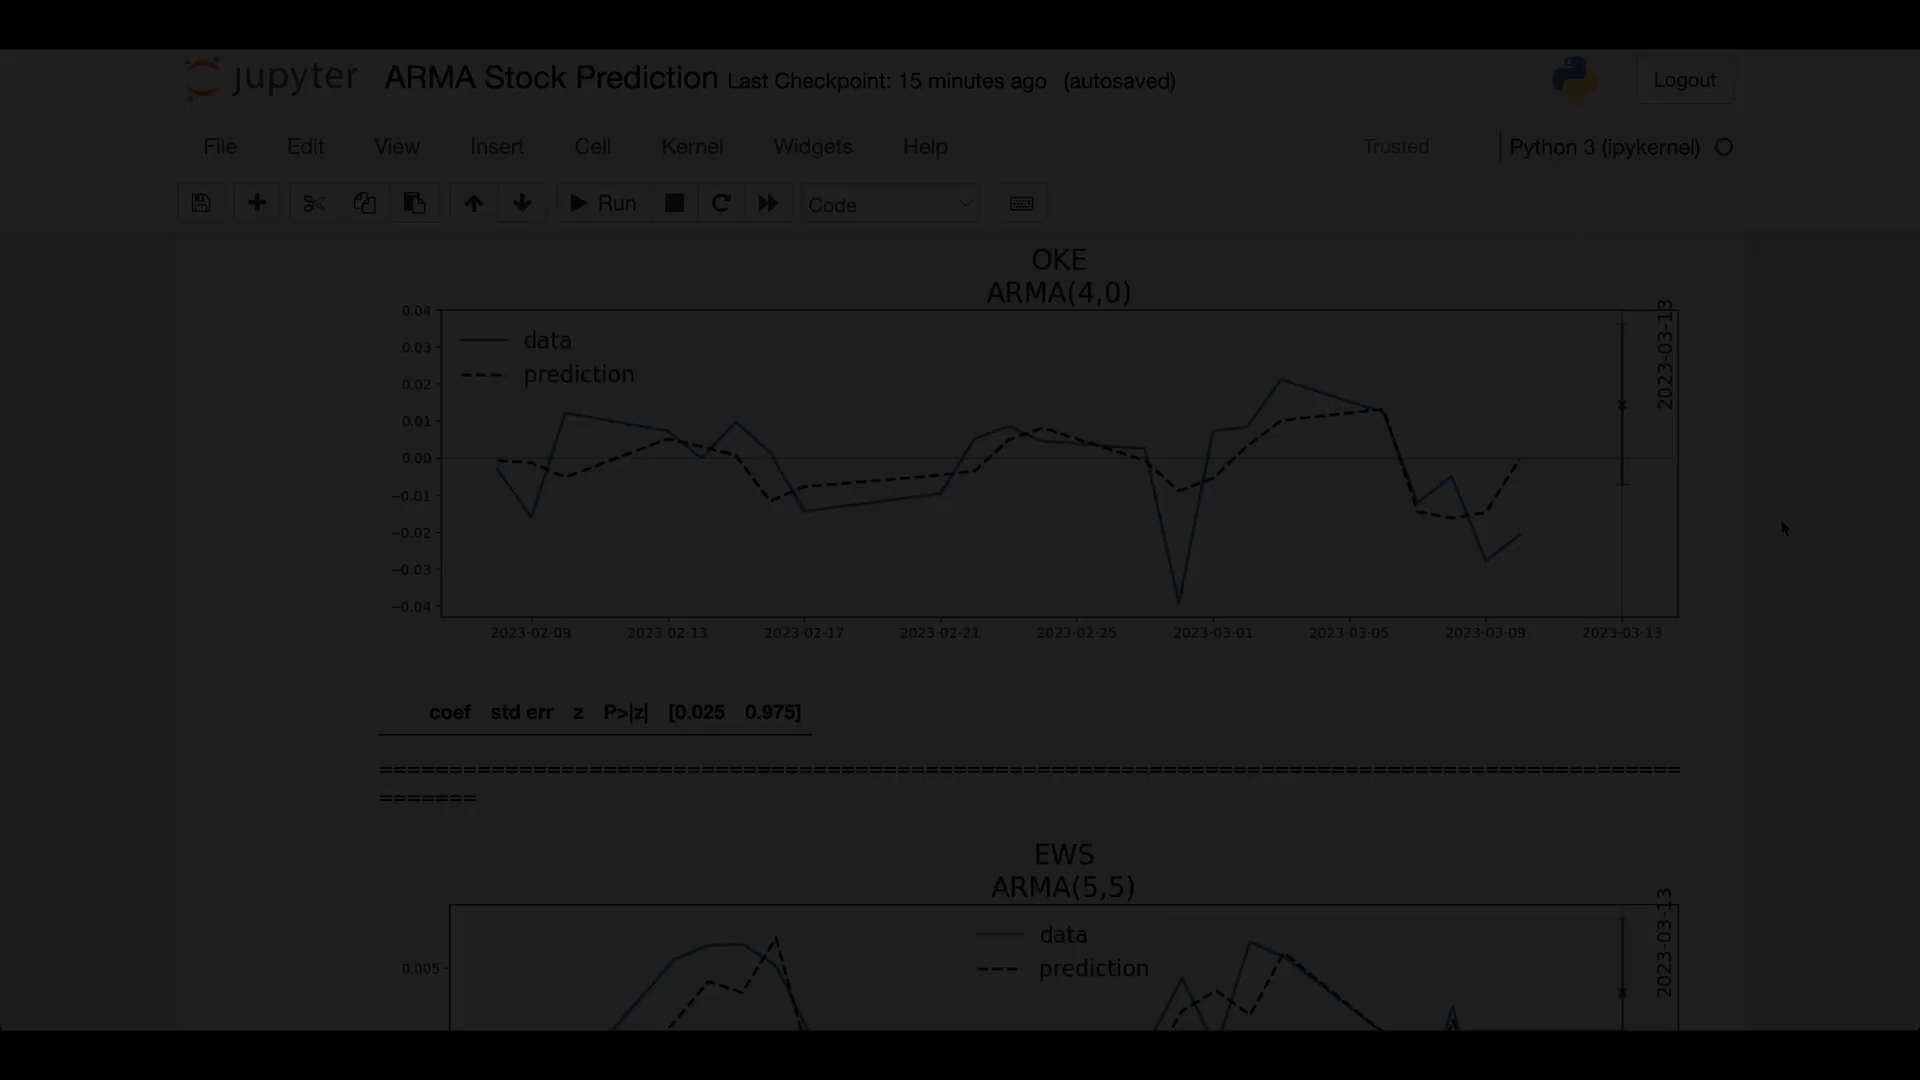 jupyter ARMA Stock Prediction Last Checkpoint: 15 minutes ago (autosaved) Logout
File Edit View Insert Cell Kernel Widgets Help Trusted Python 3 (ipykernel)
Run Code
OKE
ARMA(4,0)
0.04
0.03
0.02
0.01
0.00
−0.01
−0.02
−0.03
−0.04
data
prediction
2023-03-13
2023-02-09 2023-02-13 2023-02-17 2023-02-21 2023-02-25 2023-03-01 2023-03-05 2023-03-09 2023-03-13
coef std err z P>|z| [0.025 0.975]
=============================================================================================
=======
EWS
ARMA(5,5)
data
prediction
0.005
2023-03-13